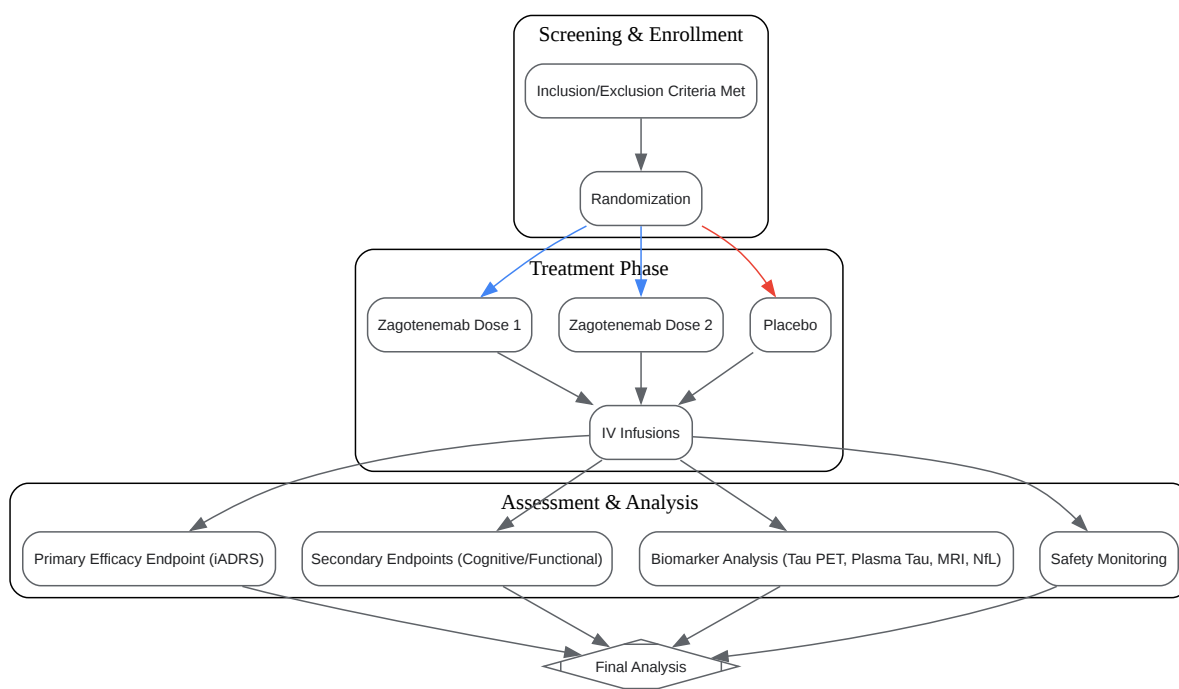 Screening & Enrollment
Inclusion/Exclusion Criteria Met
Randomization
Treatment Phase
Zagotenemab Dose 1
Zagotenemab Dose 2
Placebo
IV Infusions
Assessment & Analysis
Primary Efficacy Endpoint (iADRS)
Secondary Endpoints (Cognitive/Functional)
Biomarker Analysis (Tau PET, Plasma Tau, MRI, NfL)
Safety Monitoring
Final Analysis